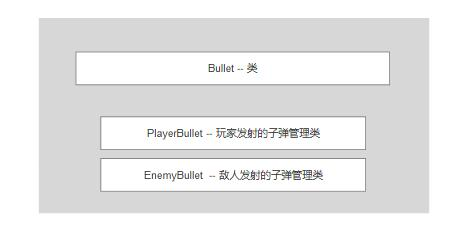 Bullet -- 类
PlayerBullet -- 玩家发射的子弹管理类
EnemyBullet -- 敌人发射的子弹管理类